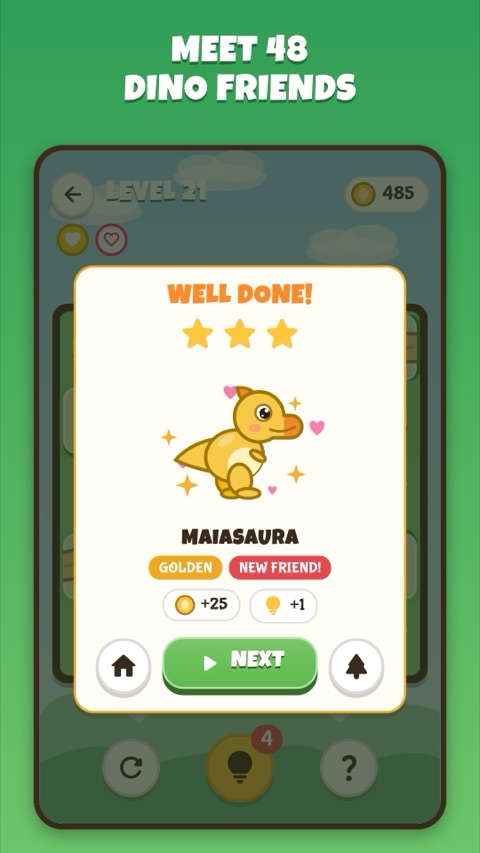 MEET 48
DINO FRIENDS
LEVEL 21
485
WELL DONE!
MAIASAURA
GOLDEN
NEW FRIEND!
+25
+1
NEXT
4
?